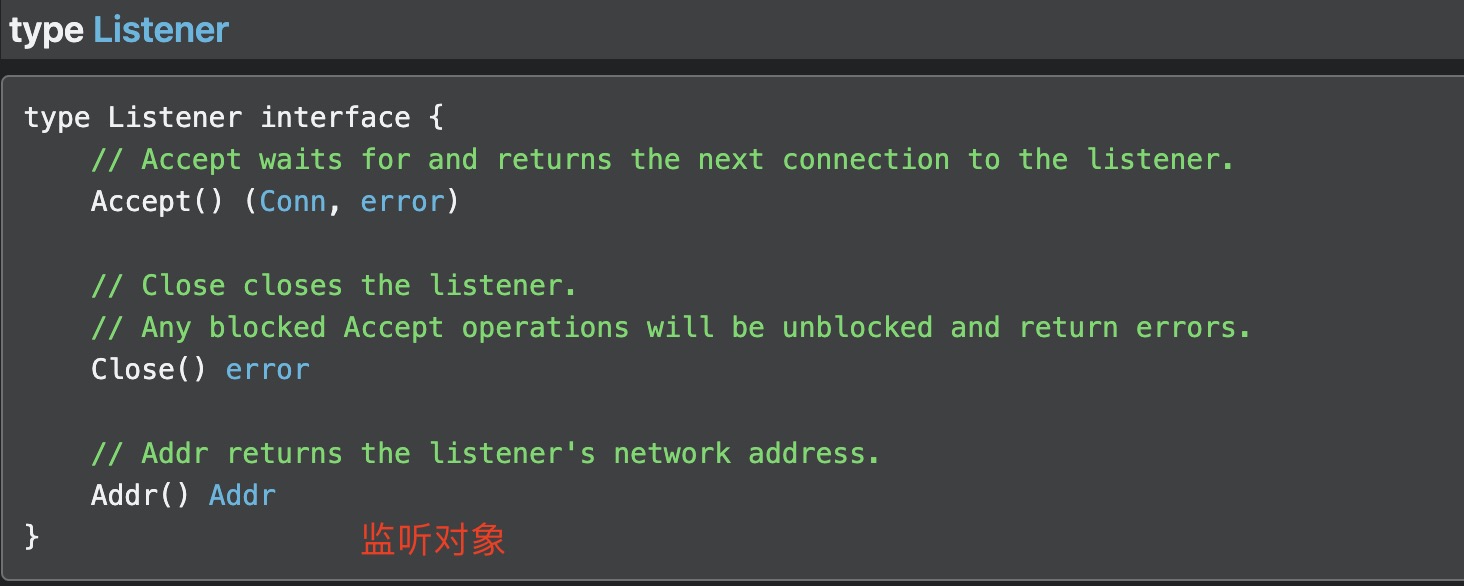 type Listener
type Listener interface {
// Accept waits for and returns the next connection to the listener.
Accept() (Conn, error)
// Close closes the listener.
// Any blocked Accept operations will be unblocked and return errors.
Close() error
// Addr returns the listener's network address.
Addr() Addr
}
监听对象